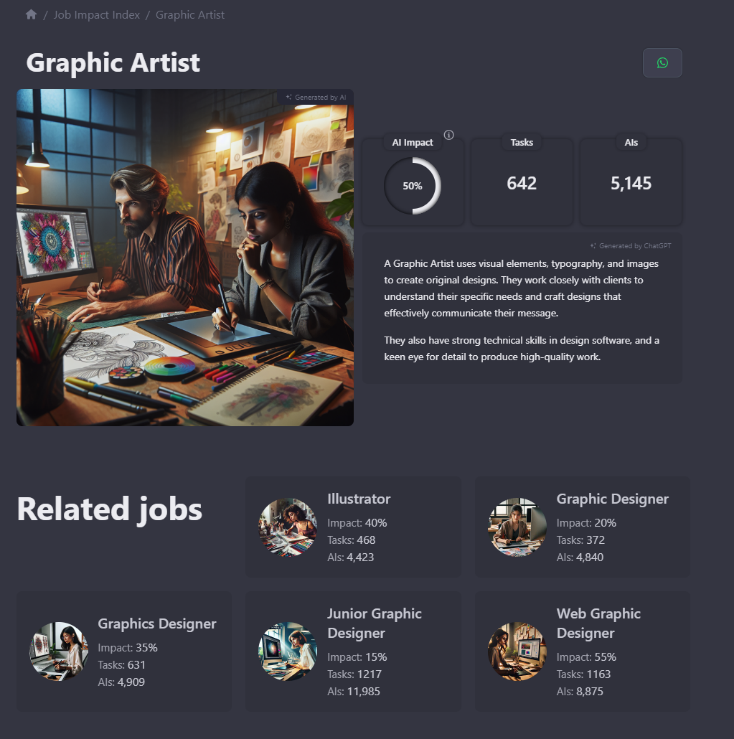 / Job Impact Index / Graphic Artist
Graphic Artist
Generated by AI
AI Impact
50%
Tasks
642
AIs
5,145
Generated by ChatGPT
A Graphic Artist uses visual elements, typography, and images
to create original designs. They work closely with clients to
understand their specific needs and craft designs that
effectively communicate their message.
They also have strong technical skills in design software, and a
keen eye for detail to produce high-quality work.
Related jobs
Illustrator
Impact: 40%
Tasks: 468
AIs: 4,423
Graphic Designer
Impact: 20%
Tasks: 372
AIs: 4,840
Graphics Designer
Impact: 35%
Tasks: 631
AIs: 4,909
Junior Graphic
Designer
Impact: 15%
Tasks: 1217
AIs: 11,985
Web Graphic
Designer
Impact: 55%
Tasks: 1163
AIs: 8,875